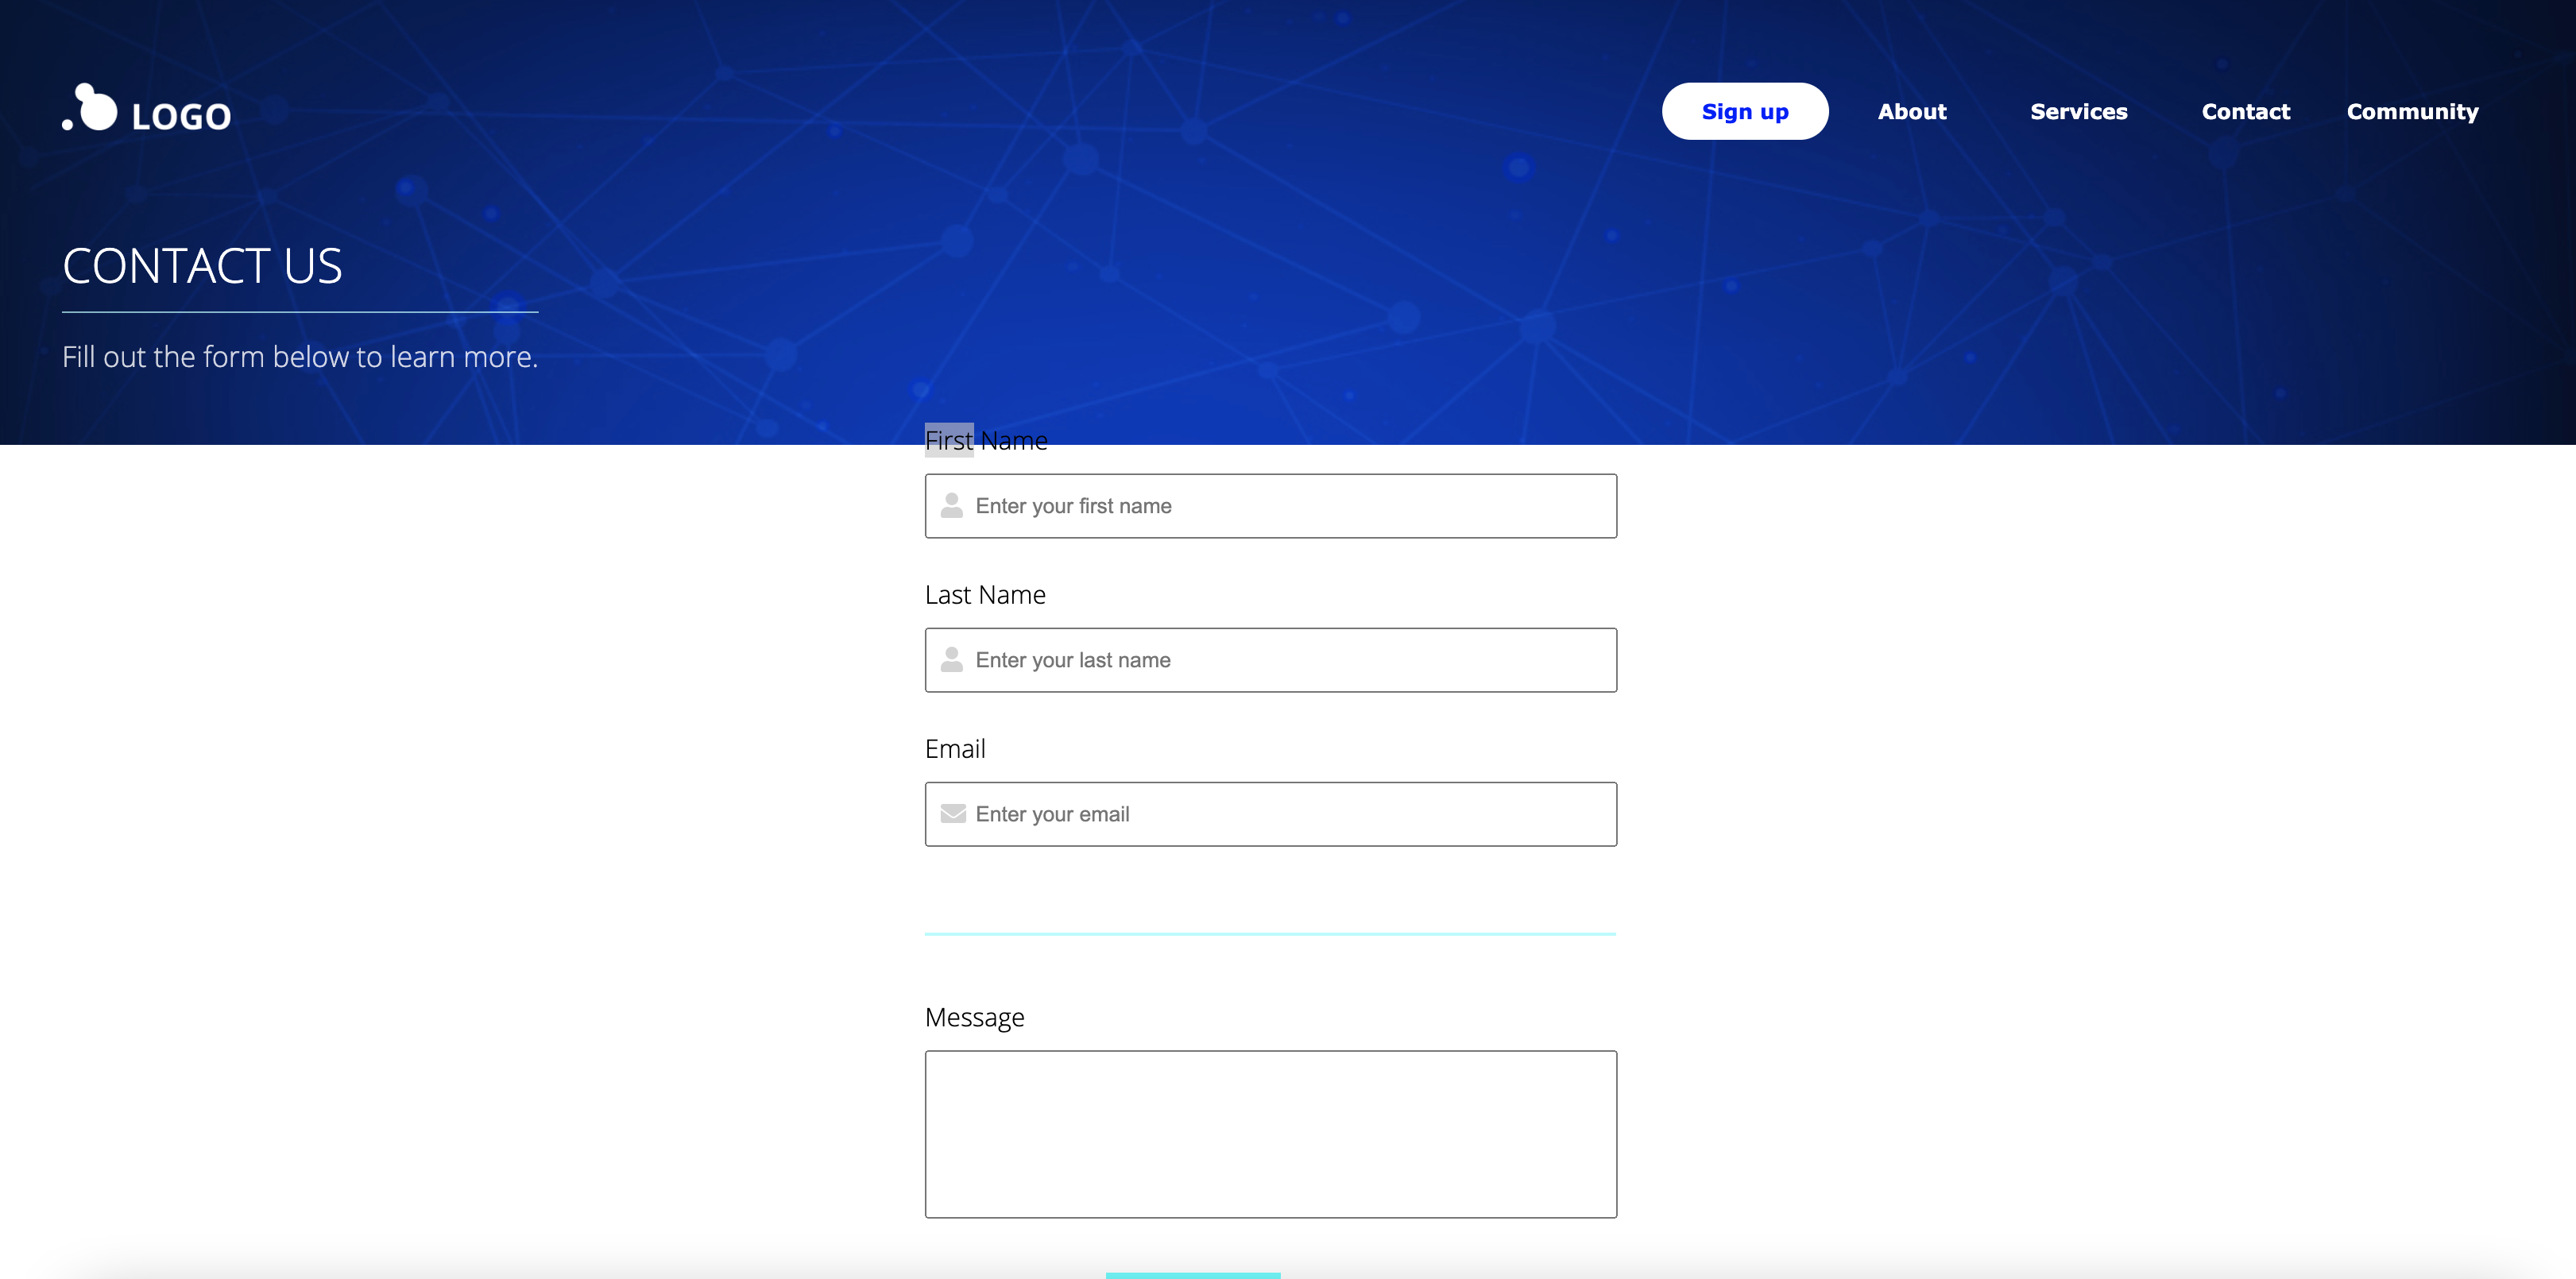 LOGO
Sign up About Services Contact Community
CONTACT US
Fill out the form below to learn more.
First Name
Enter your first name
Last Name
Enter your last name
Email
Enter your email
Message